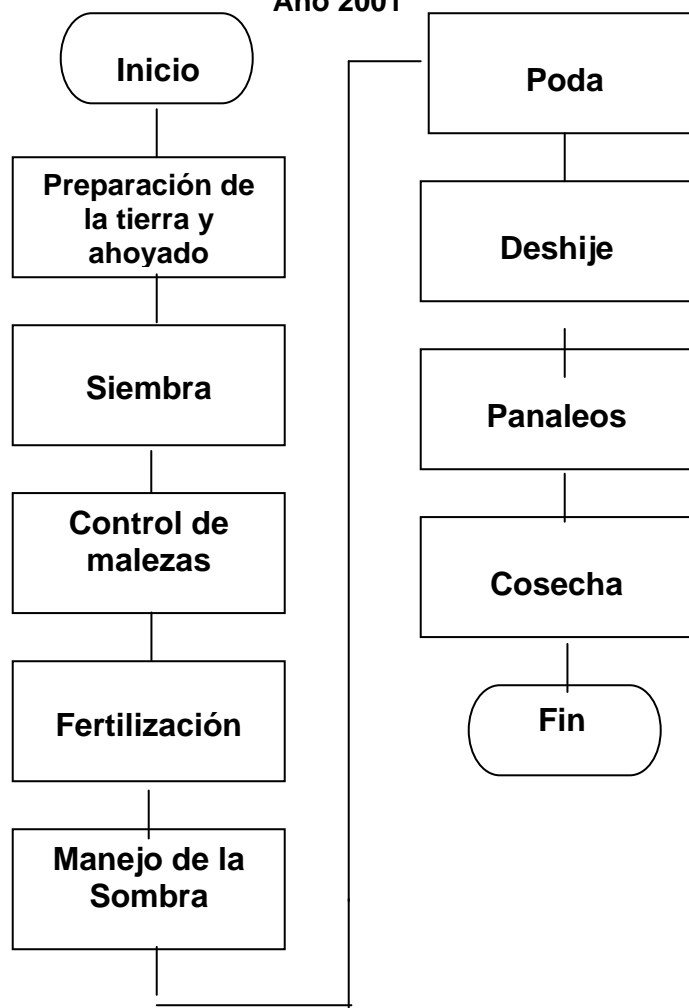 Año 2001
Inicio
Preparación de
la tierra y
ahoyado
Siembra
Control de
malezas
Fertilización
Manejo de la
Sombra
Poda
Deshije
Panaleos
Cosecha
Fin